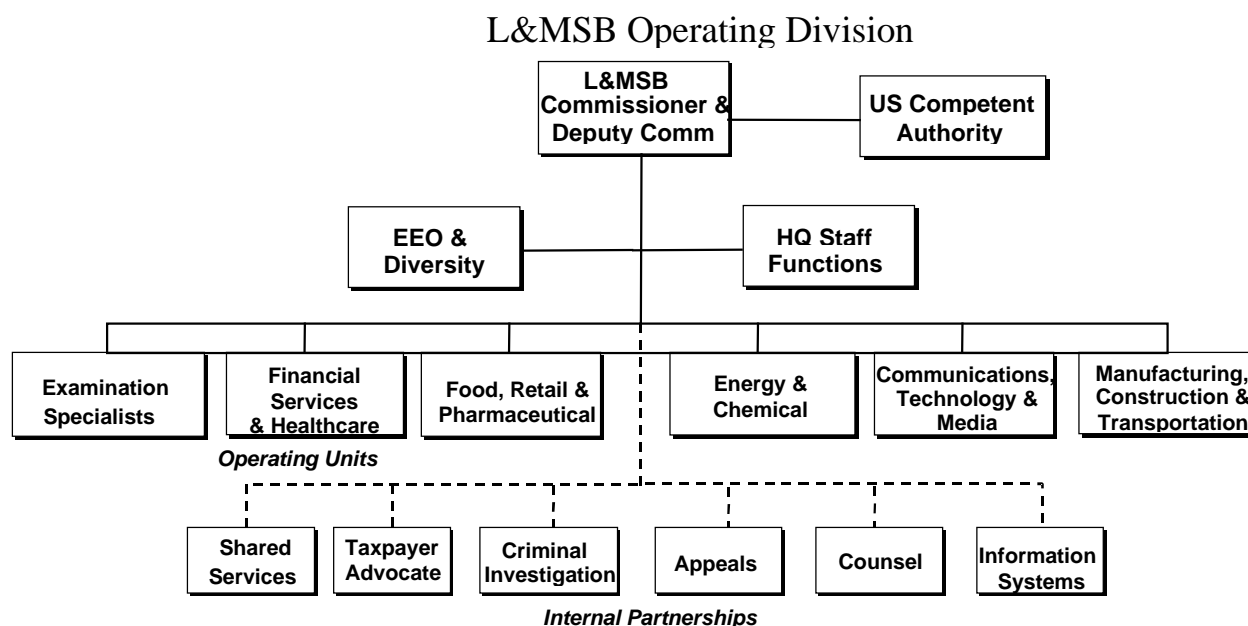 L&MSB Operating Division
L&MSB
Commissioner &
Deputy Comm
US Competent
Authority
EEO &
Diversity
HQ Staff
Functions
Examination
Specialists
Financial
Services
& Healthcare
Food, Retail &
Pharmaceutical
Energy &
Chemical
Communications,
Technology &
Media
Manufacturing,
Construction &
Transportation
Operating Units
Shared
Services
Taxpayer
Advocate
Criminal
Investigation
Appeals
Counsel
Information
Systems
Internal Partnerships